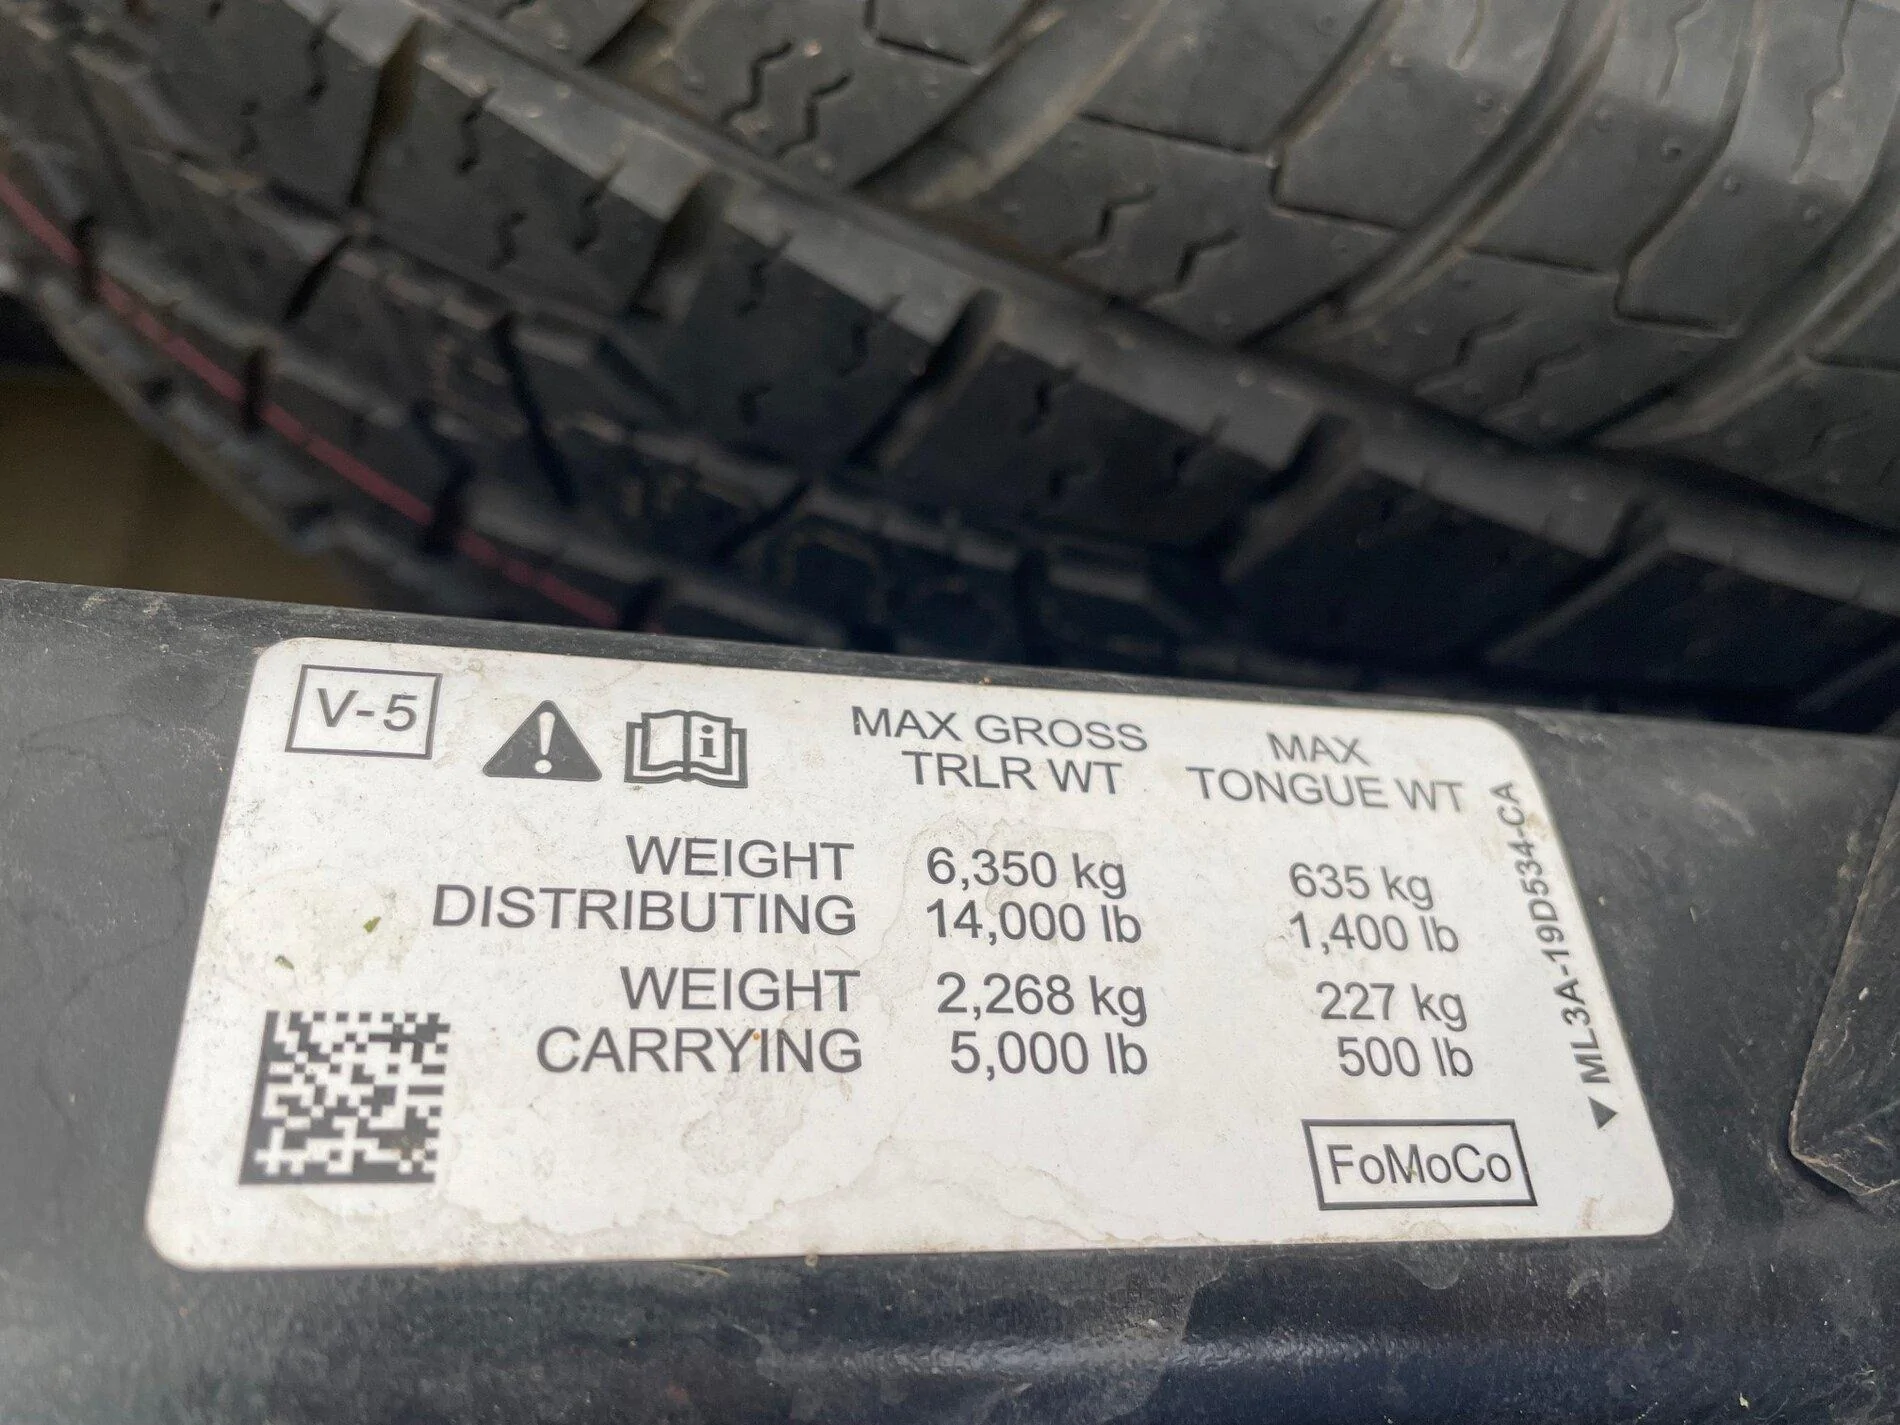 V-5
MAX GROSS
TRLR WT
MAX
TONGUE WT
WEIGHT
DISTRIBUTING
6,350 kg
14,000 lb
635 kg
1,400 lb
WEIGHT
CARRYING
2,268 kg
5,000 lb
227 kg
500 lb
FoMoCo
ML3A-19D534-CA